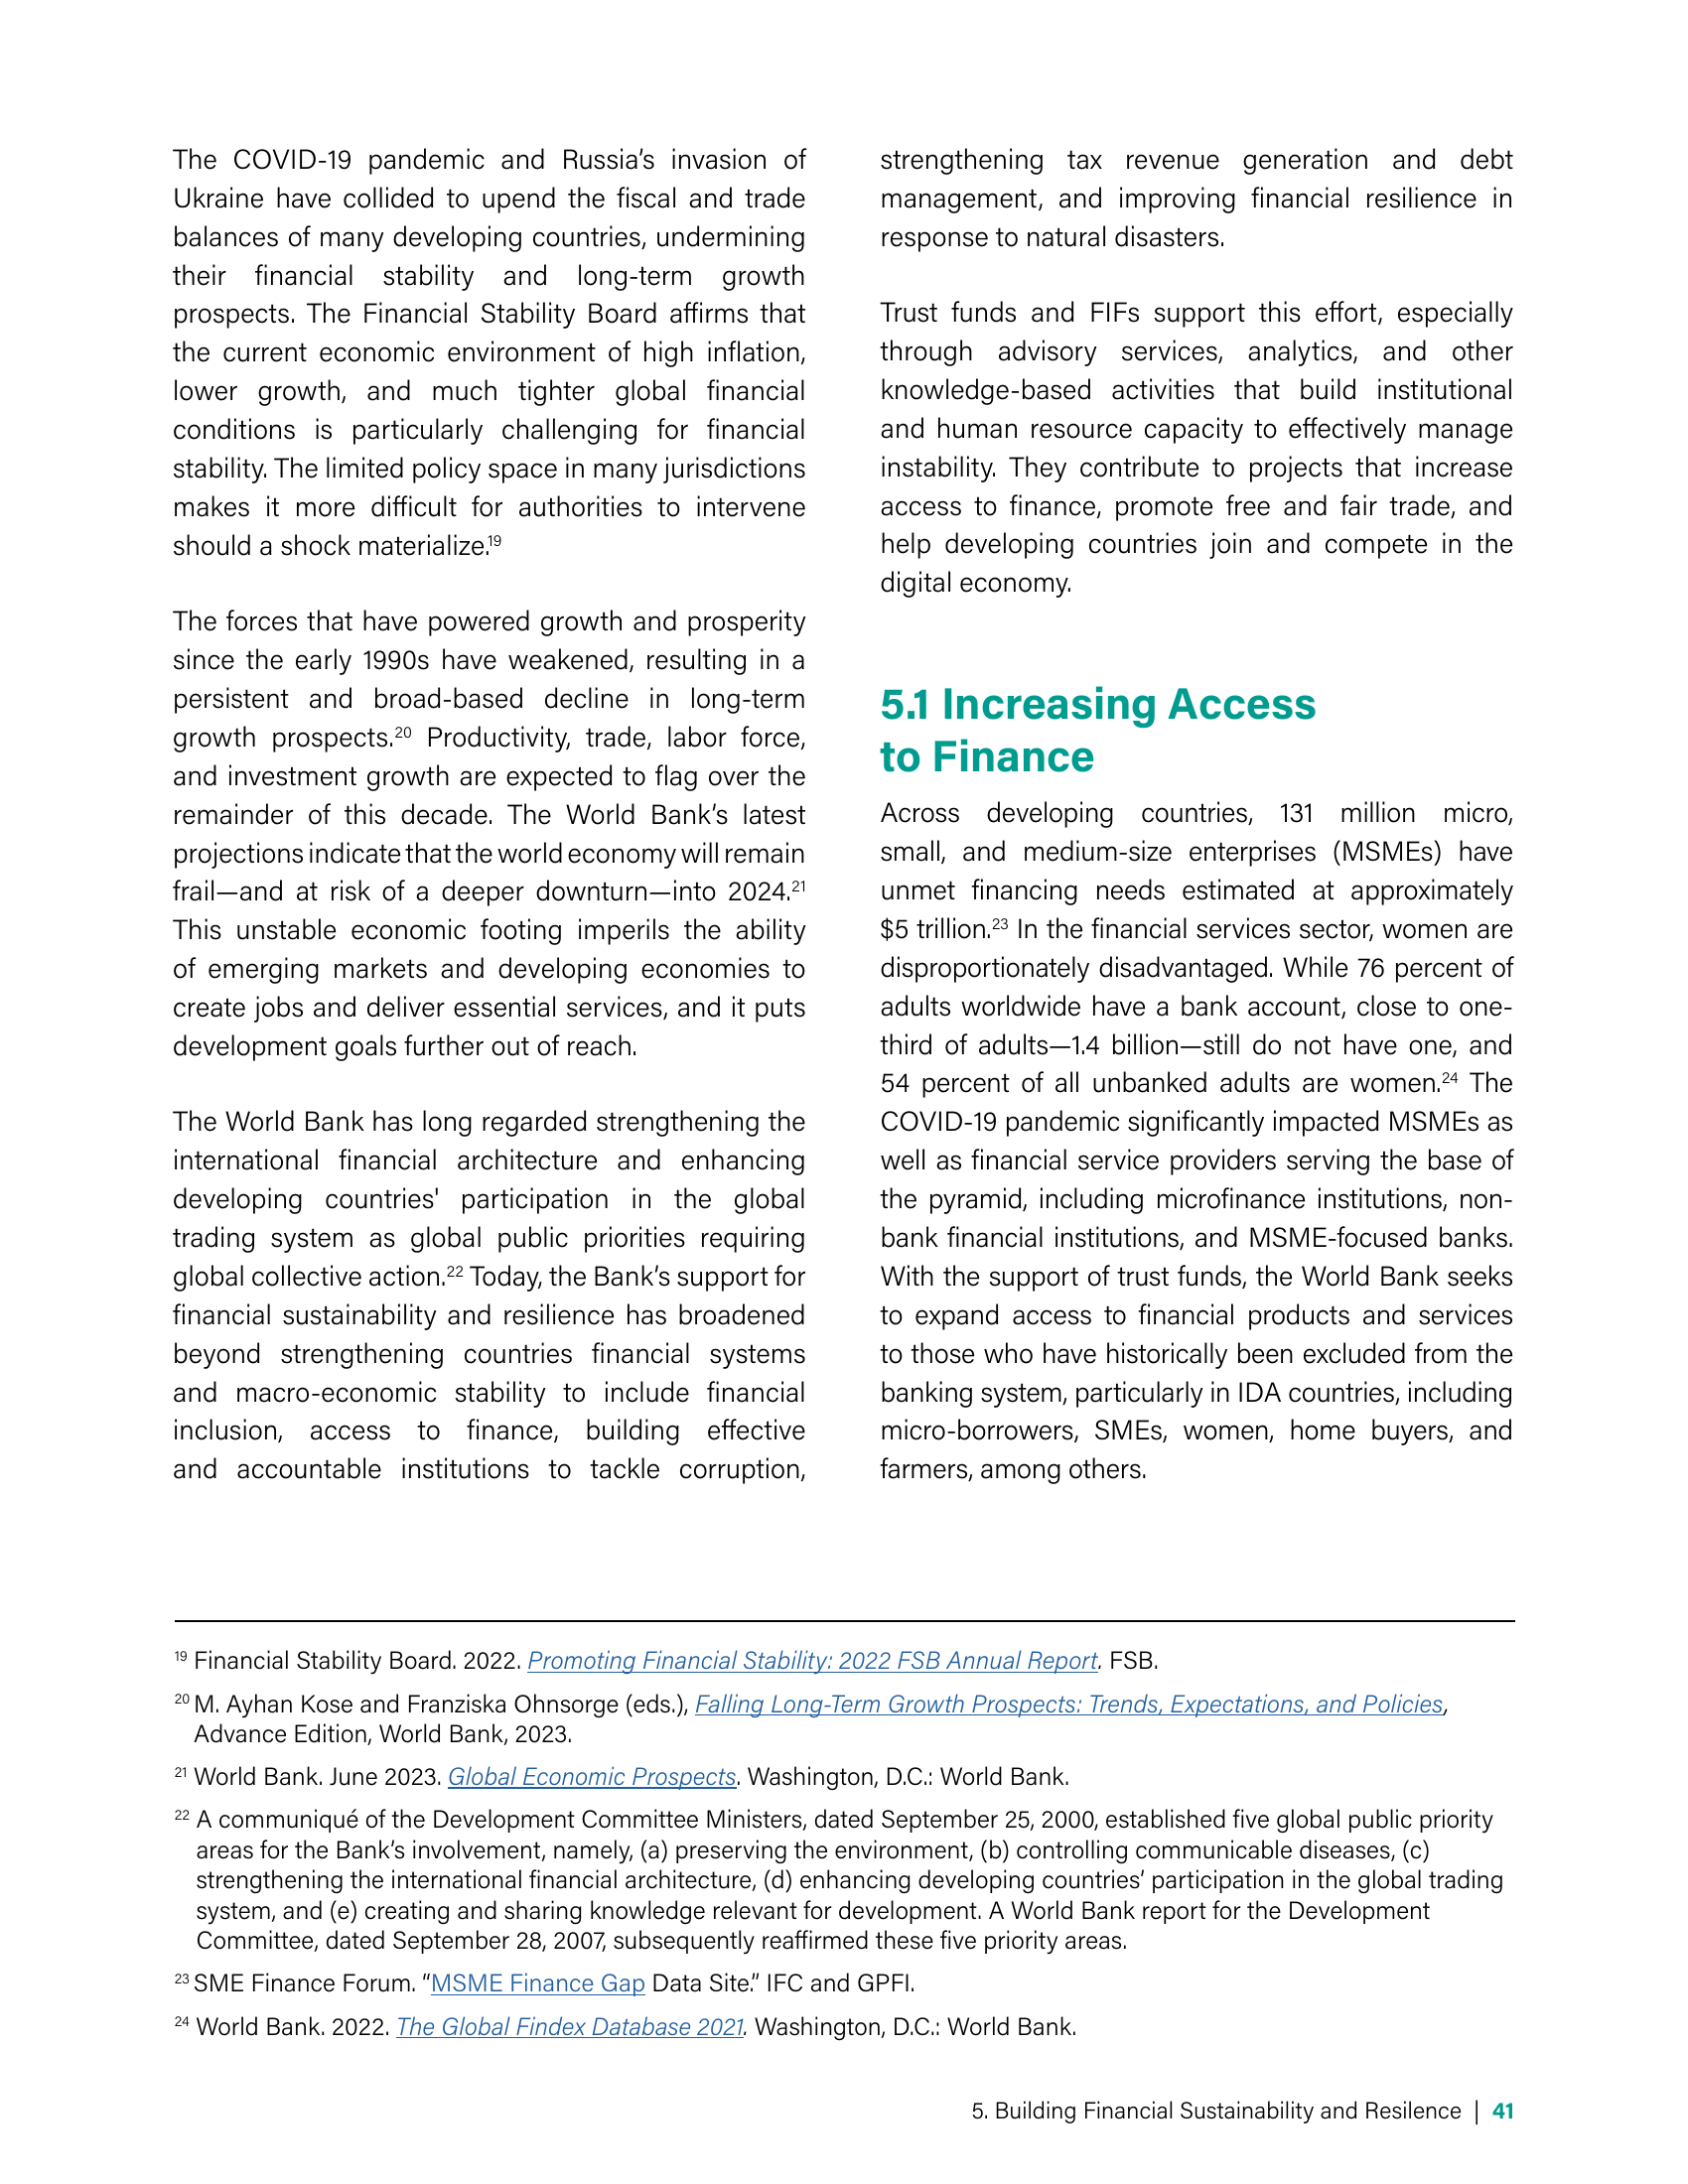 The COVID-19 pandemic and Russia’s invasion of
Ukraine have collided to upend the fiscal and trade
balances of many developing countries, undermining
their financial stability and long-term growth
prospects. The Financial Stability Board affirms that
the current economic environment of high inflation,
lower growth, and much tighter global financial
conditions is particularly challenging for financial
stability. The limited policy space in many jurisdictions
makes it more difficult for authorities to intervene
should a shock materialize.19
The forces that have powered growth and prosperity
since the early 1990s have weakened, resulting in a
persistent and broad-based decline in long-term
growth prospects.20 Productivity, trade, labor force,
and investment growth are expected to flag over the
remainder of this decade. The World Bank’s latest
projections indicate that the world economy will remain
frail—and at risk of a deeper downturn—into 2024.21
This unstable economic footing imperils the ability
of emerging markets and developing economies to
create jobs and deliver essential services, and it puts
development goals further out of reach.
The World Bank has long regarded strengthening the
international financial architecture and enhancing
developing countries' participation in the global
trading system as global public priorities requiring
global collective action.22 Today, the Bank’s support for
financial sustainability and resilience has broadened
beyond strengthening countries financial systems
and macro-economic stability to include financial
inclusion, access to finance, building effective
and accountable institutions to tackle corruption,
strengthening tax revenue generation and debt
management, and improving financial resilience in
response to natural disasters.
Trust funds and FIFs support this effort, especially
through advisory services, analytics, and other
knowledge-based activities that build institutional
and human resource capacity to effectively manage
instability. They contribute to projects that increase
access to finance, promote free and fair trade, and
help developing countries join and compete in the
digital economy.
5.1 Increasing Access
to Finance
Across developing countries, 131 million micro,
small, and medium-size enterprises (MSMEs) have
unmet financing needs estimated at approximately
$5 trillion.23 In the financial services sector, women are
disproportionately disadvantaged. While 76 percent of
adults worldwide have a bank account, close to one-
third of adults—1.4 billion—still do not have one, and
54 percent of all unbanked adults are women.24 The
COVID-19 pandemic significantly impacted MSMEs as
well as financial service providers serving the base of
the pyramid, including microfinance institutions, non-
bank financial institutions, and MSME-focused banks.
With the support of trust funds, the World Bank seeks
to expand access to financial products and services
to those who have historically been excluded from the
banking system, particularly in IDA countries, including
micro-borrowers, SMEs, women, home buyers, and
farmers, among others.
19 Financial Stability Board. 2022. Promoting Financial Stability: 2022 FSB Annual Report. FSB.
20 M. Ayhan Kose and Franziska Ohnsorge (eds.), Falling Long-Term Growth Prospects: Trends, Expectations, and Policies,
Advance Edition, World Bank, 2023.
21 World Bank. June 2023. Global Economic Prospects. Washington, D.C.: World Bank.
22 A communiqué of the Development Committee Ministers, dated September 25, 2000, established five global public priority
areas for the Bank’s involvement, namely, (a) preserving the environment, (b) controlling communicable diseases, (c)
strengthening the international financial architecture, (d) enhancing developing countries’ participation in the global trading
system, and (e) creating and sharing knowledge relevant for development. A World Bank report for the Development
Committee, dated September 28, 2007, subsequently reaffirmed these five priority areas.
23 SME Finance Forum. “MSME Finance Gap Data Site.” IFC and GPFI.
24 World Bank. 2022. The Global Findex Database 2021. Washington, D.C.: World Bank.
5. Building Financial Sustainability and Resilence | 41